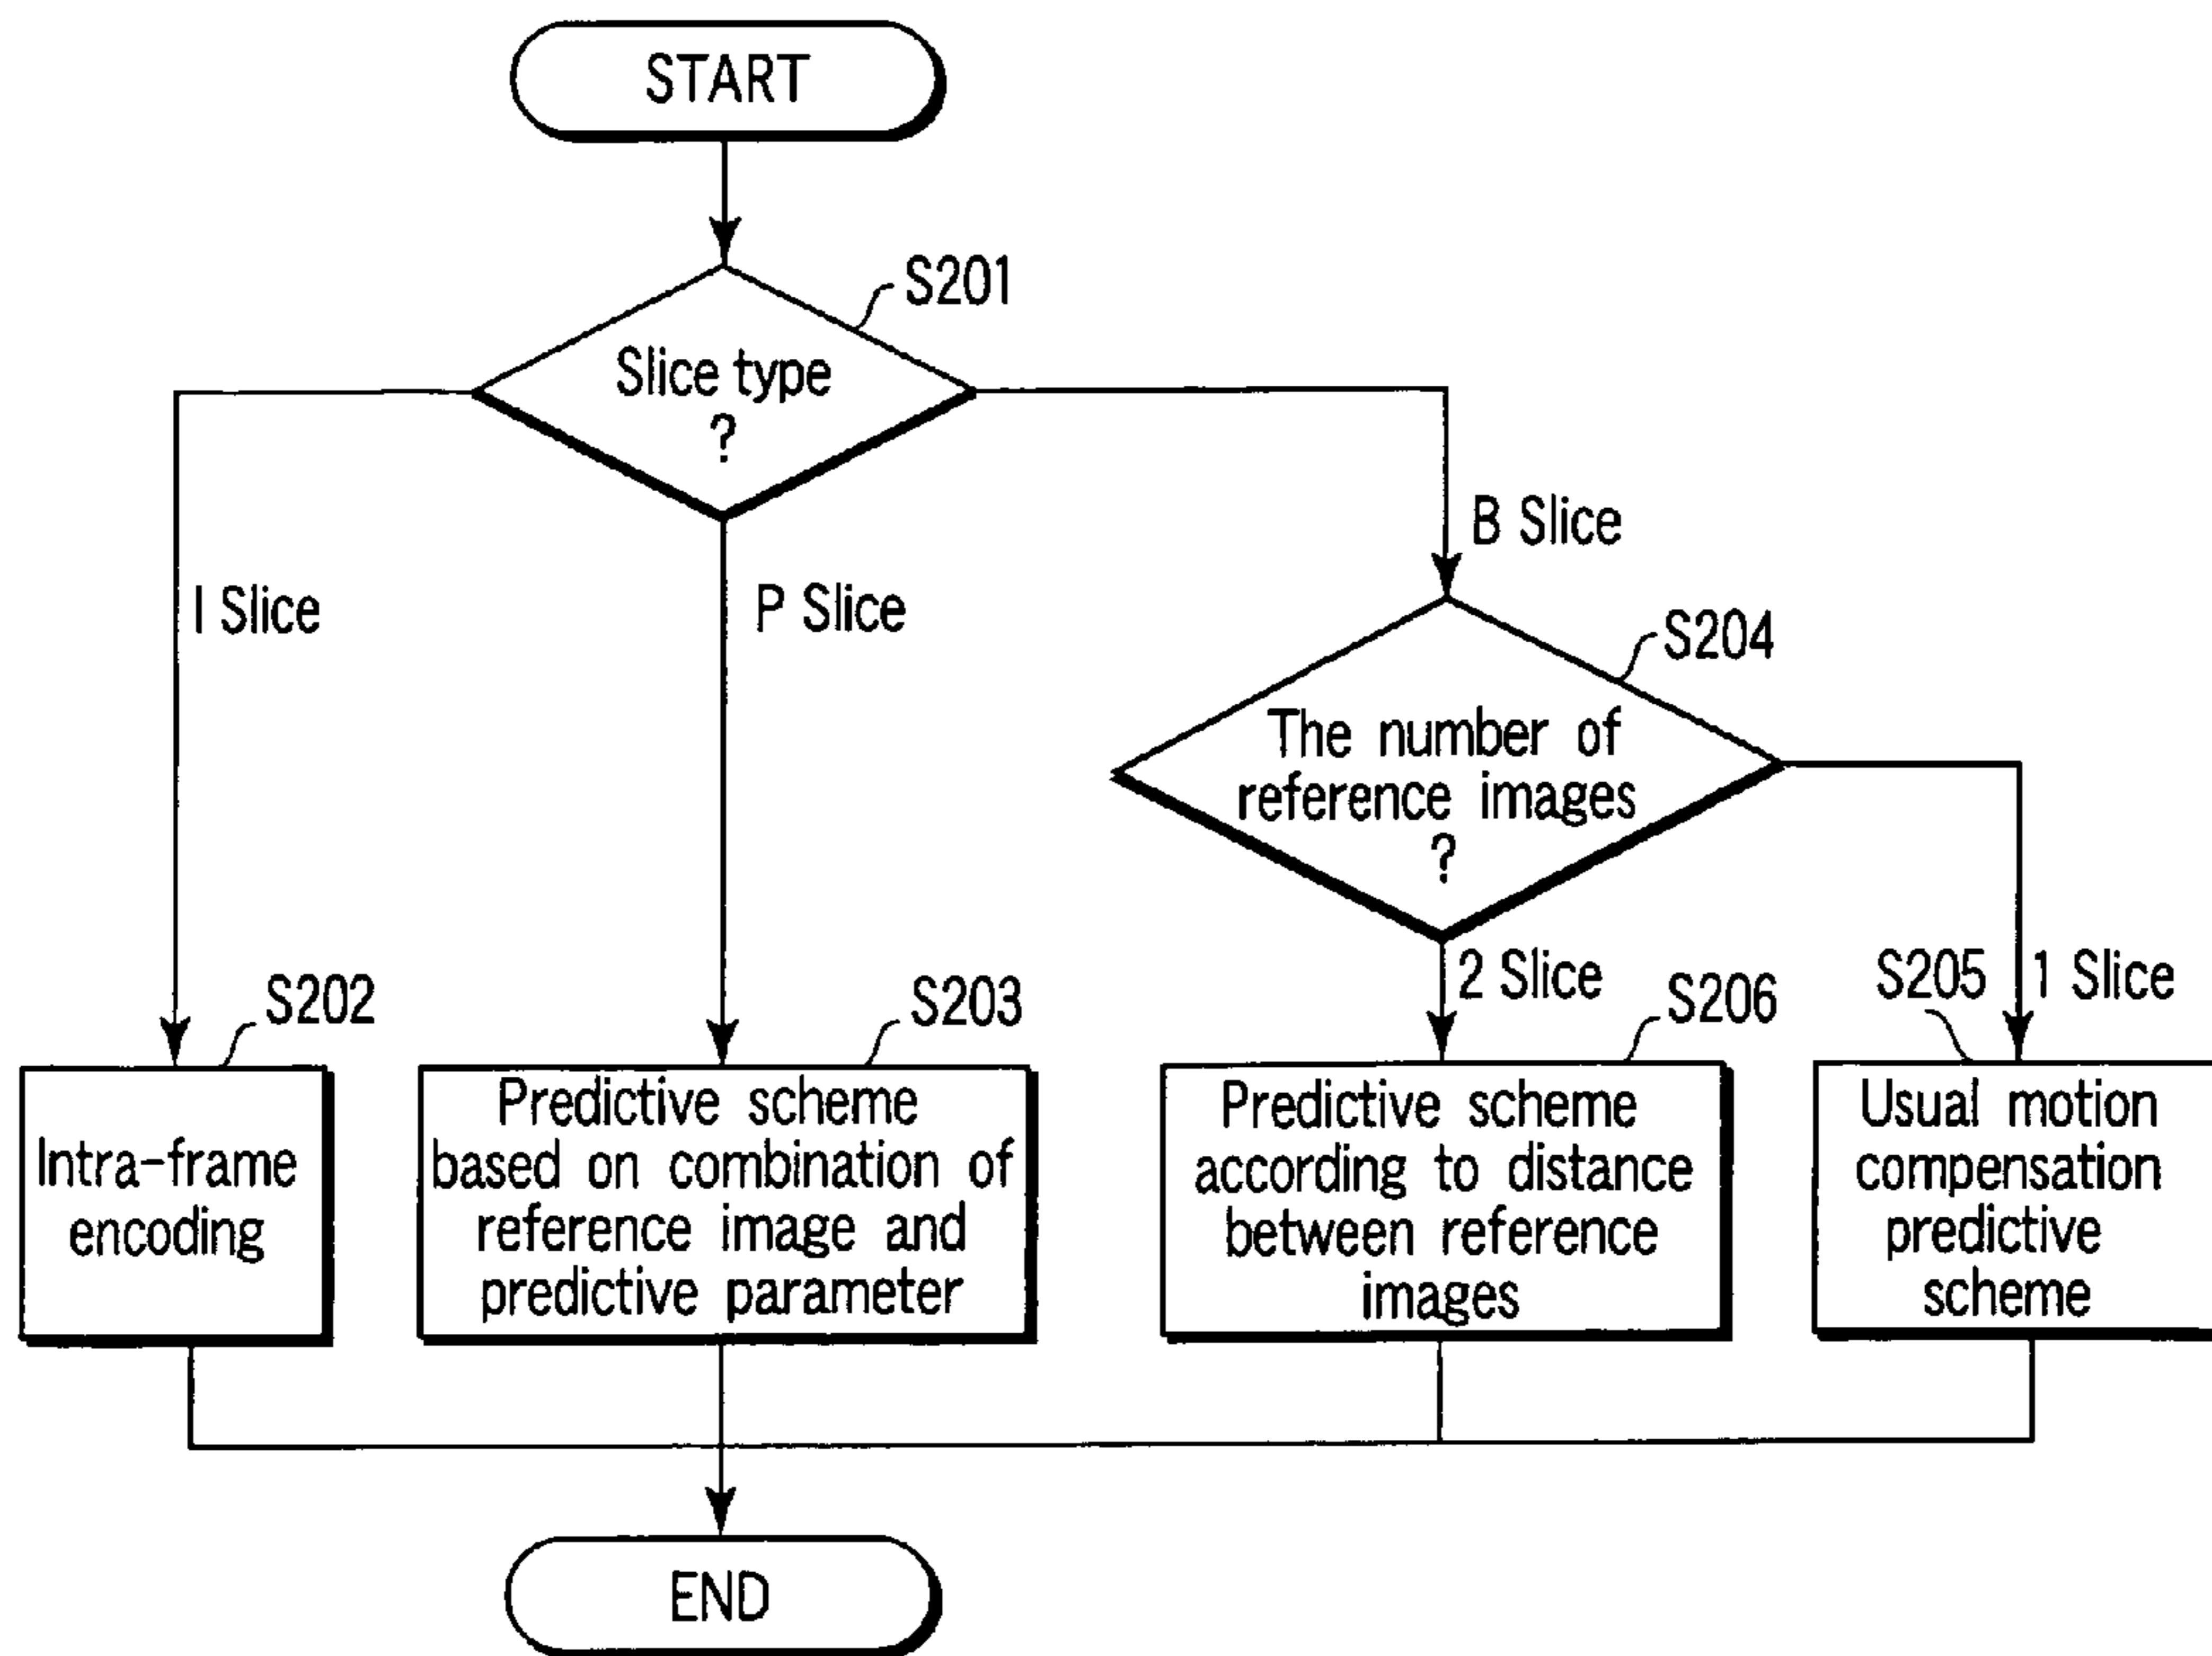 START
S201
Slice type
?
I Slice
P Slice
B Slice
S204
The number of
reference images
?
2 Slice
1 Slice
S202
Intra-frame
encoding
S203
Predictive scheme
based on combination of
reference image and
predictive parameter
S206
Predictive scheme
according to distance
between reference
images
S205
Usual motion
compensation
predictive
scheme
END